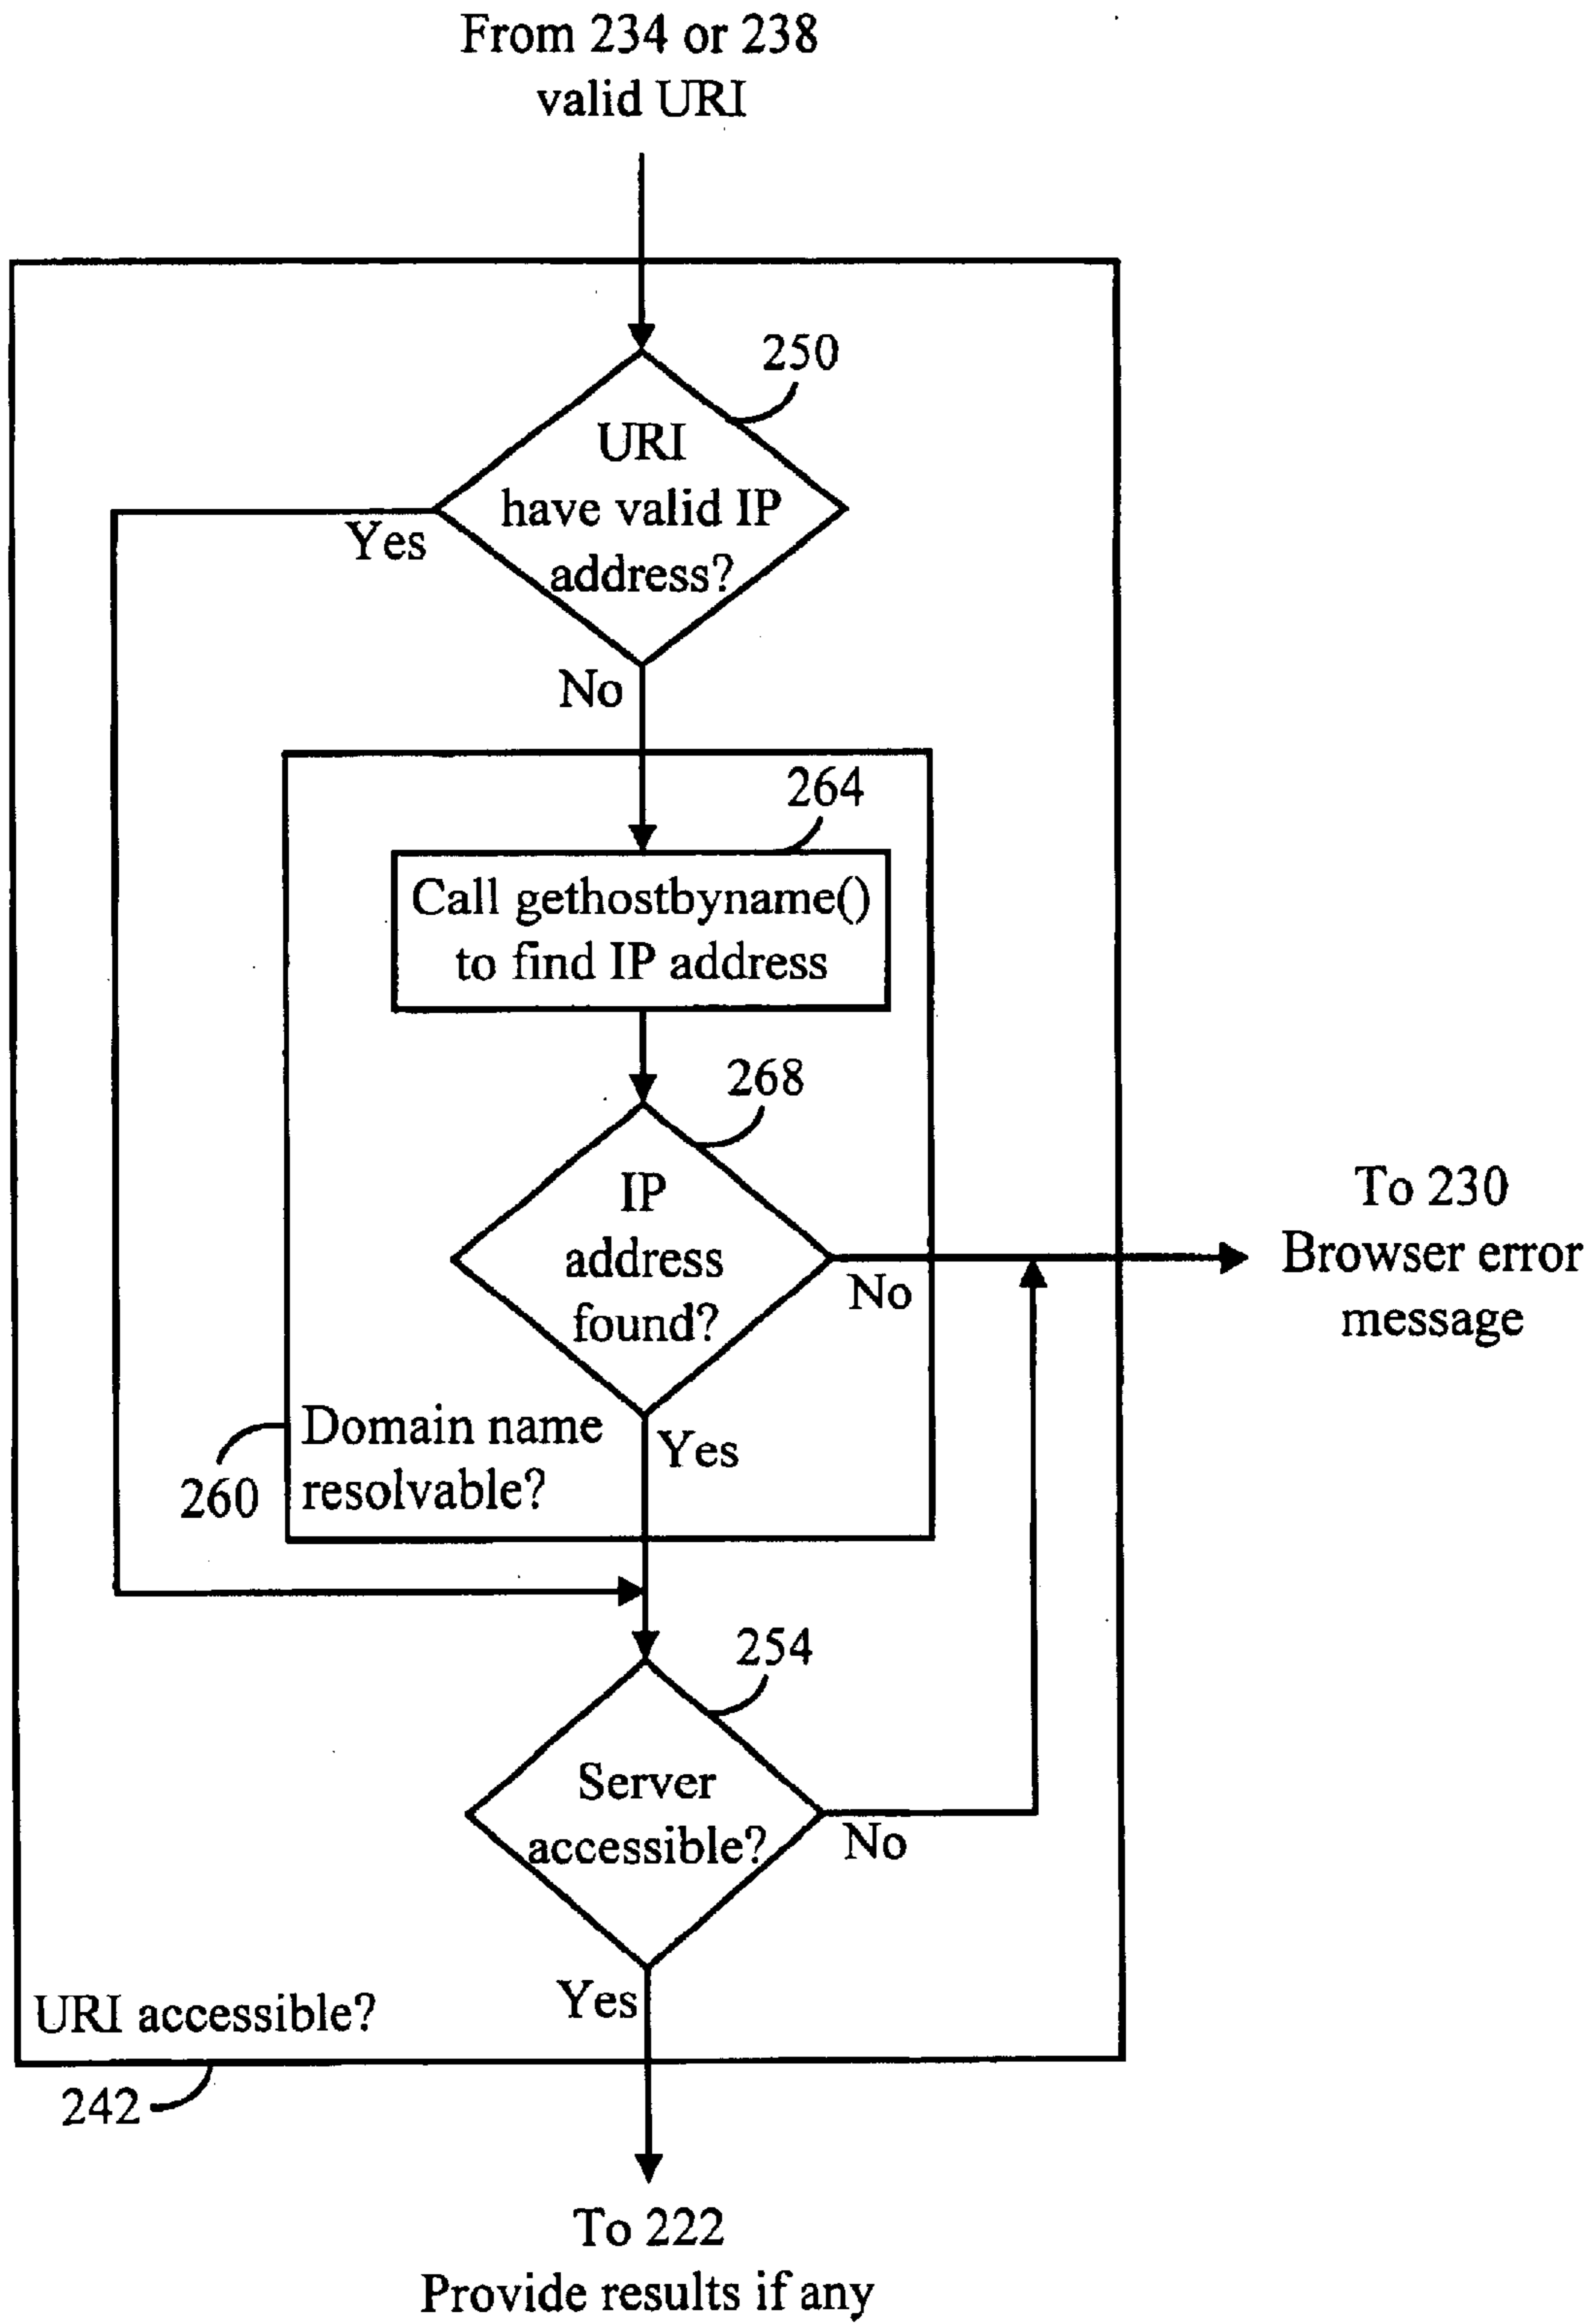 From 234 or 238
valid URI
250
URI
have valid IP
address?
Yes
No
264
Call gethostbyname()
to find IP address
268
IP
address
found?
No
To 230
Browser error
message
Yes
Domain name
resolvable?
260
254
Server
accessible?
No
Yes
URI accessible?
242
To 222
Provide results if any